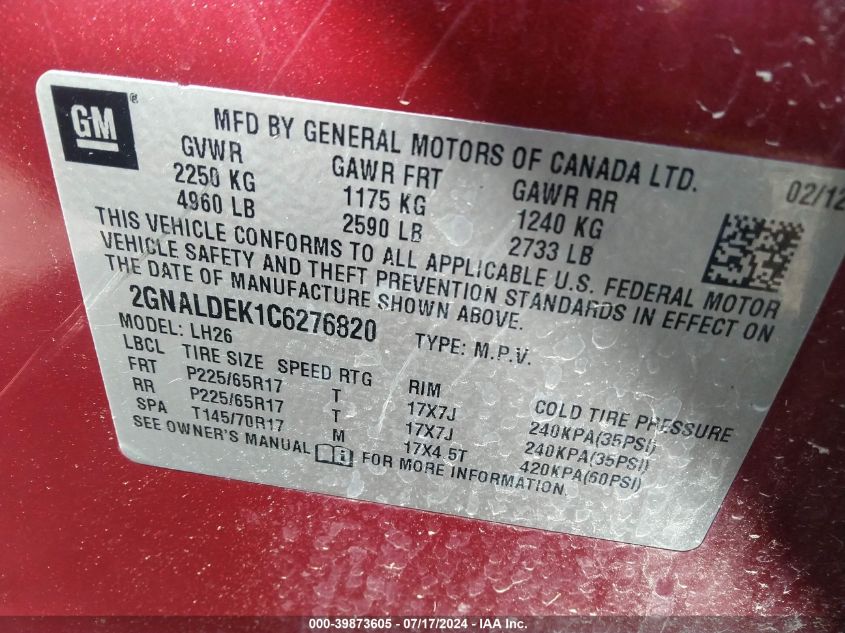 GM ®
MFD BY GENERAL MOTORS OF CANADA LTD.
GVWR GAWR FRT GAWR RR 02/12
2250 KG 1175 KG 1240 KG
4960 LB 2590 LB 2733 LB
THIS VEHICLE CONFORMS TO ALL APPLICABLE U.S. FEDERAL MOTOR
VEHICLE SAFETY AND THEFT PREVENTION STANDARDS IN EFFECT ON
THE DATE OF MANUFACTURE SHOWN ABOVE.
2GNALDEK1C6276820 TYPE: M.P.V.
MODEL: LH26
LBCL TIRE SIZE SPEED RTG RIM COLD TIRE PRESSURE
FRT P225/65R17 T 17X7J 240KPA(35PSI)
RR P225/65R17 T 17X7J 240KPA(35PSI)
SPA T145/70R17 M 17X4.5T 420KPA(60PSI)
SEE OWNER'S MANUAL i FOR MORE INFORMATION.
000-39873605 - 07/17/2024 - IAA Inc.